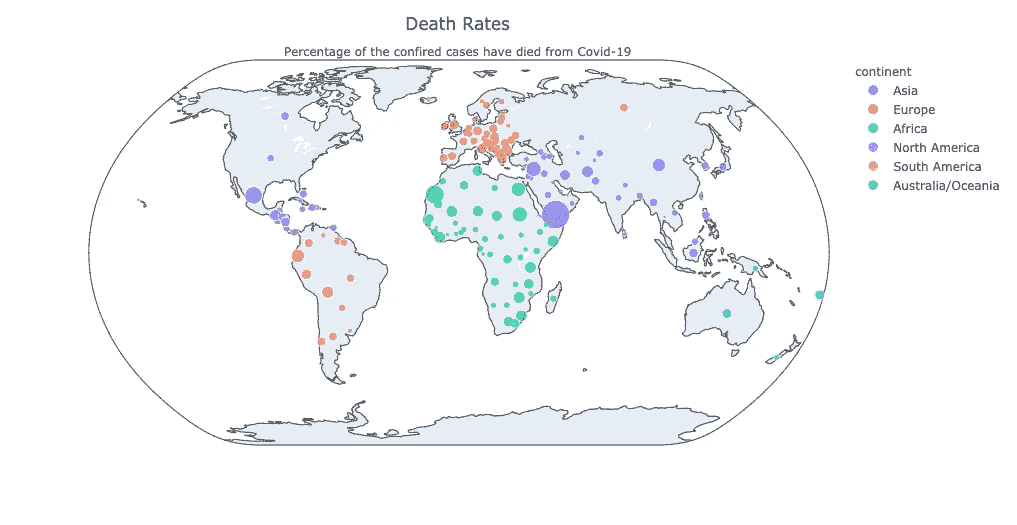 Death Rates
Percentage of the confired cases have died from Covid-19
continent
Asia
Europe
Africa
North America
South America
Australia/Oceania